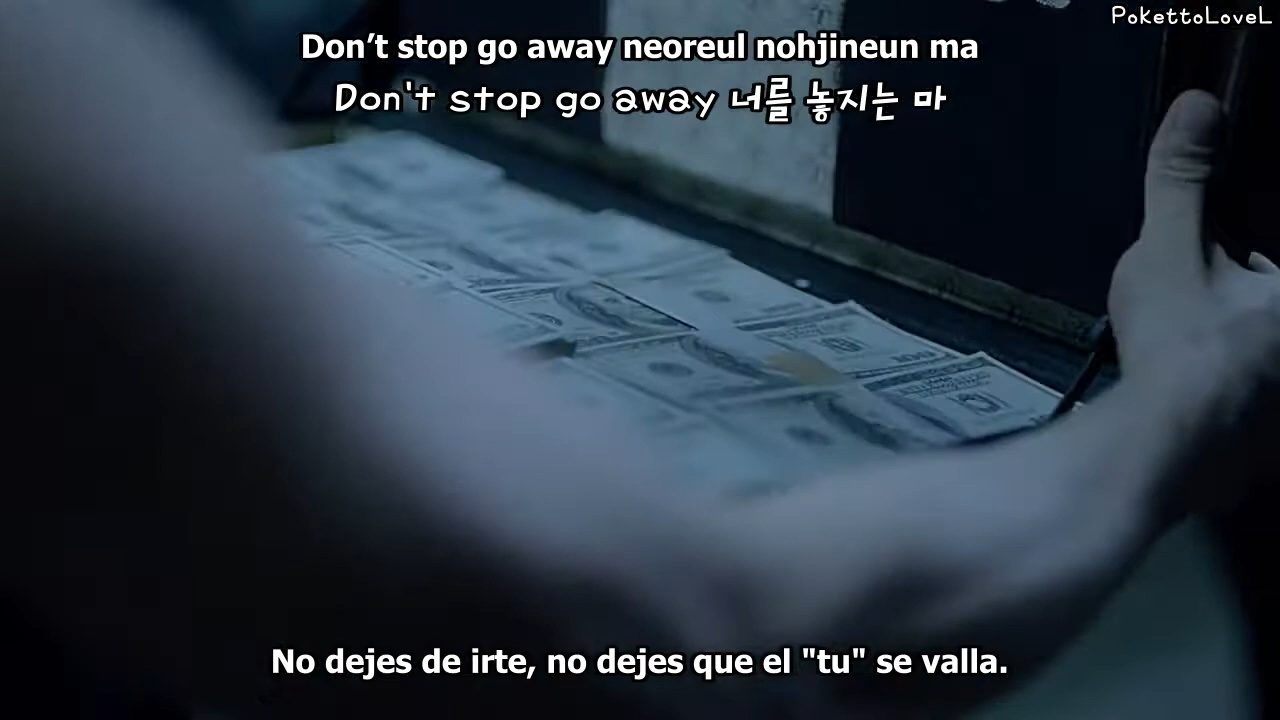 PokettoLoveL
Don’t stop go away neoreul nohjineun ma
Don't stop go away 너를 놓지는 마
No dejes de irte, no dejes que el "tu" se valla.